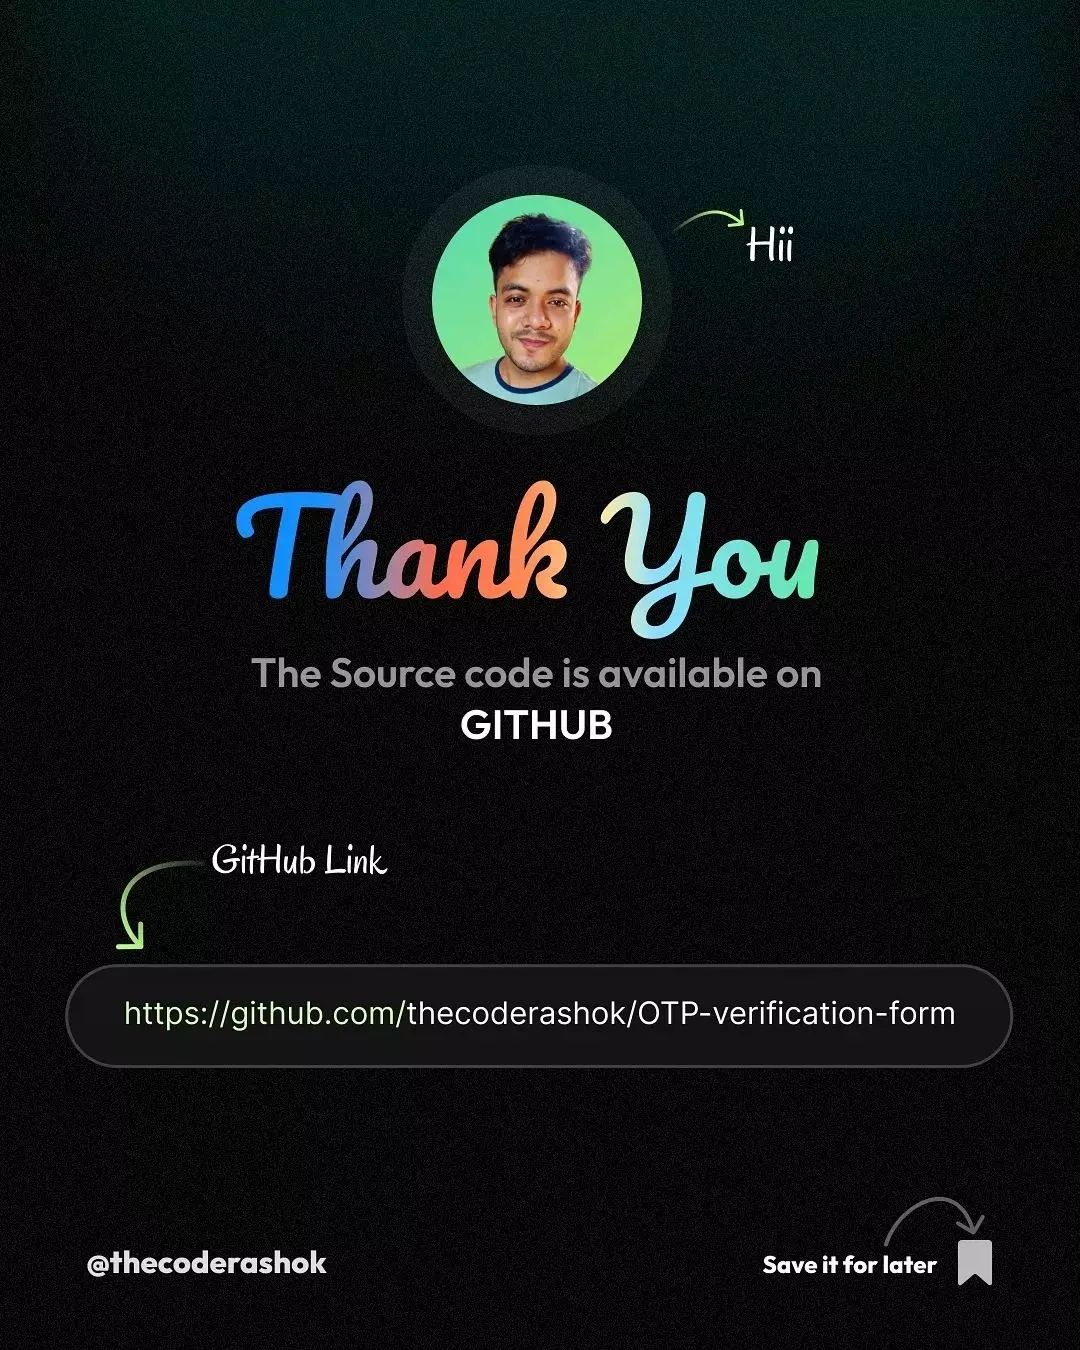 Hii
Thank You
The Source code is available on
GITHUB
GitHub Link
https://github.com/thecoderashok/OTP-verification-form
@thecoderashok
Save it for later